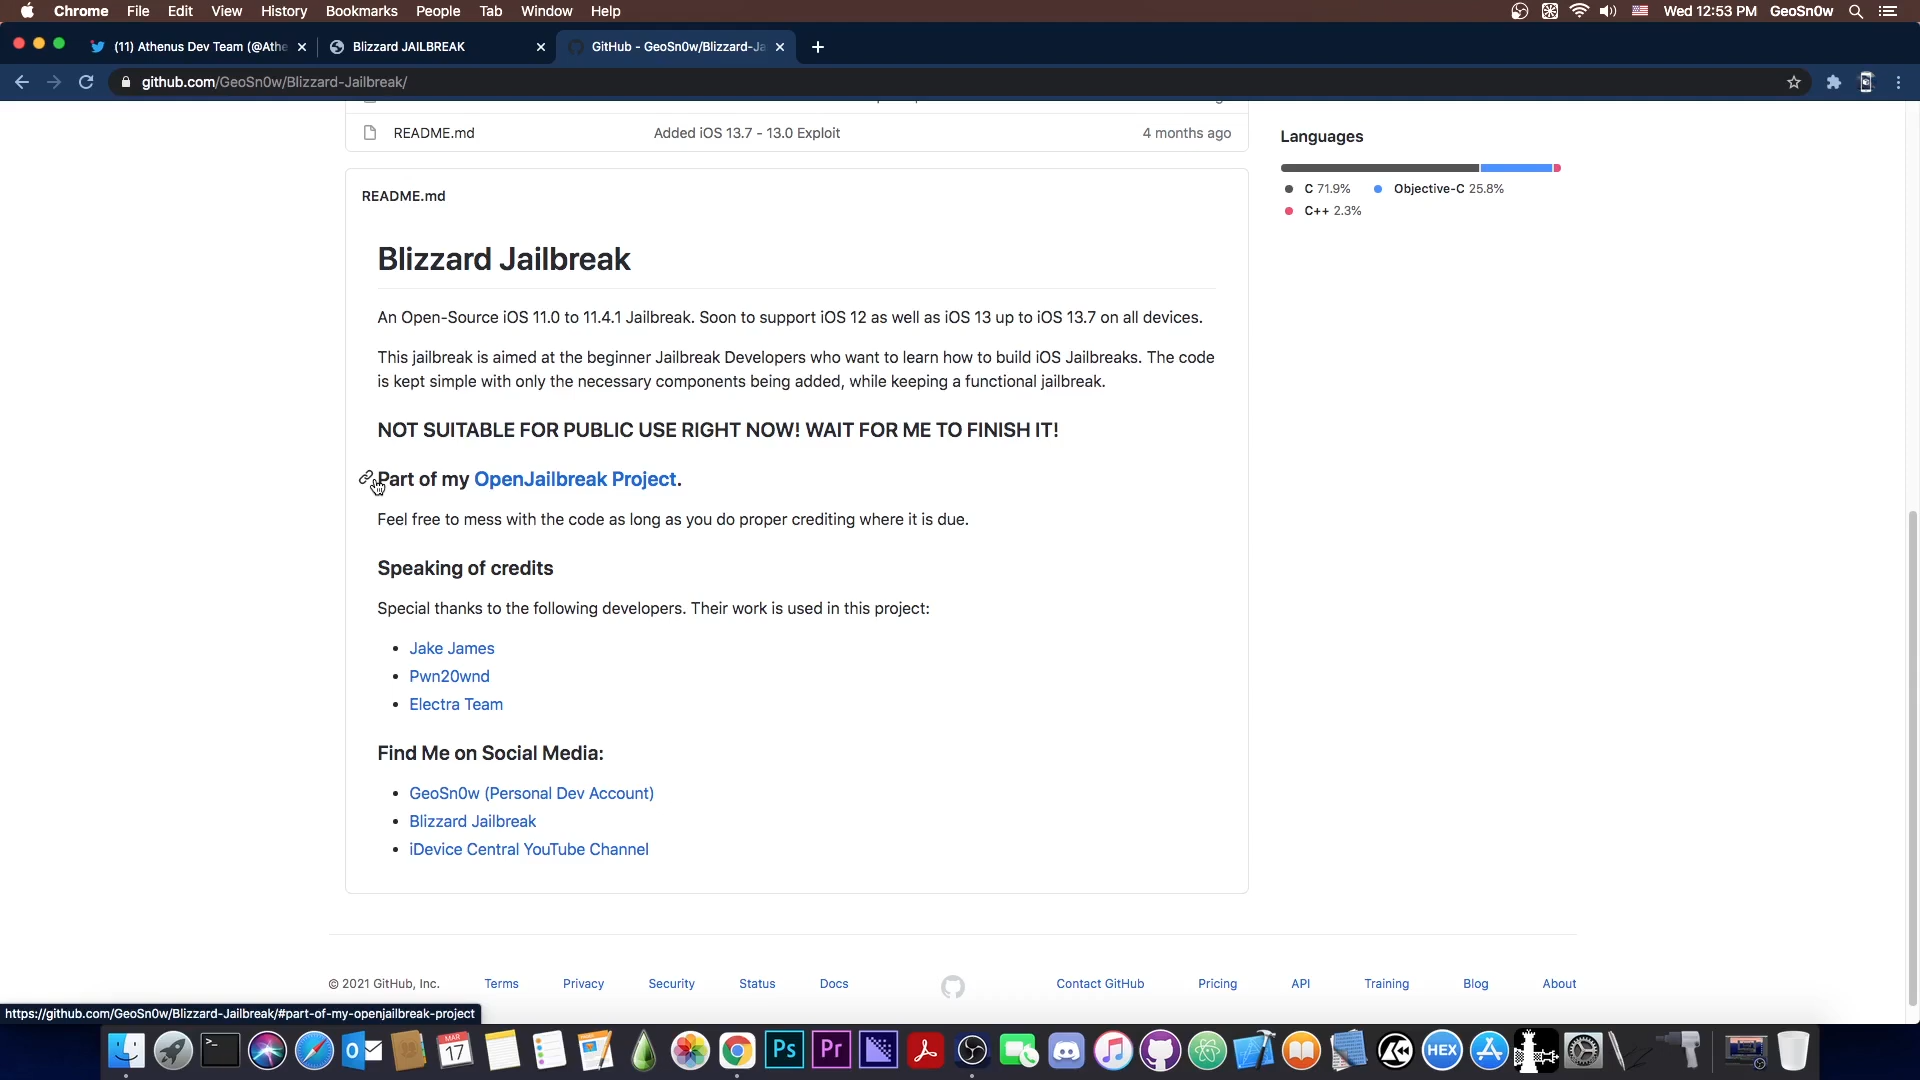 Chrome File Edit View History Bookmarks People Tab Window Help Wed 12:53 PM GeoSn0w
(11) Athenus Dev Team (@Athe Blizzard JAILBREAK GitHub - GeoSn0w/Blizzard-Ja
github.com/GeoSn0w/Blizzard-Jailbreak/
README.md Added iOS 13.7 - 13.0 Exploit 4 months ago
Languages
C 71.9% Objective-C 25.8%
C++ 2.3%
README.md
Blizzard Jailbreak
An Open-Source iOS 11.0 to 11.4.1 Jailbreak. Soon to support iOS 12 as well as iOS 13 up to iOS 13.7 on all devices.
This jailbreak is aimed at the beginner Jailbreak Developers who want to learn how to build iOS Jailbreaks. The code
is kept simple with only the necessary components being added, while keeping a functional jailbreak.
NOT SUITABLE FOR PUBLIC USE RIGHT NOW! WAIT FOR ME TO FINISH IT!
Part of my OpenJailbreak Project.
Feel free to mess with the code as long as you do proper crediting where it is due.
Speaking of credits
Special thanks to the following developers. Their work is used in this project:
Jake James
Pwn20wnd
Electra Team
Find Me on Social Media:
GeoSn0w (Personal Dev Account)
Blizzard Jailbreak
iDevice Central YouTube Channel
© 2021 GitHub, Inc. Terms Privacy Security Status Docs Contact GitHub Pricing API Training Blog About
https://github.com/GeoSn0w/Blizzard-Jailbreak/#part-of-my-openjailbreak-project
MAR
17
Ps Pr HEX